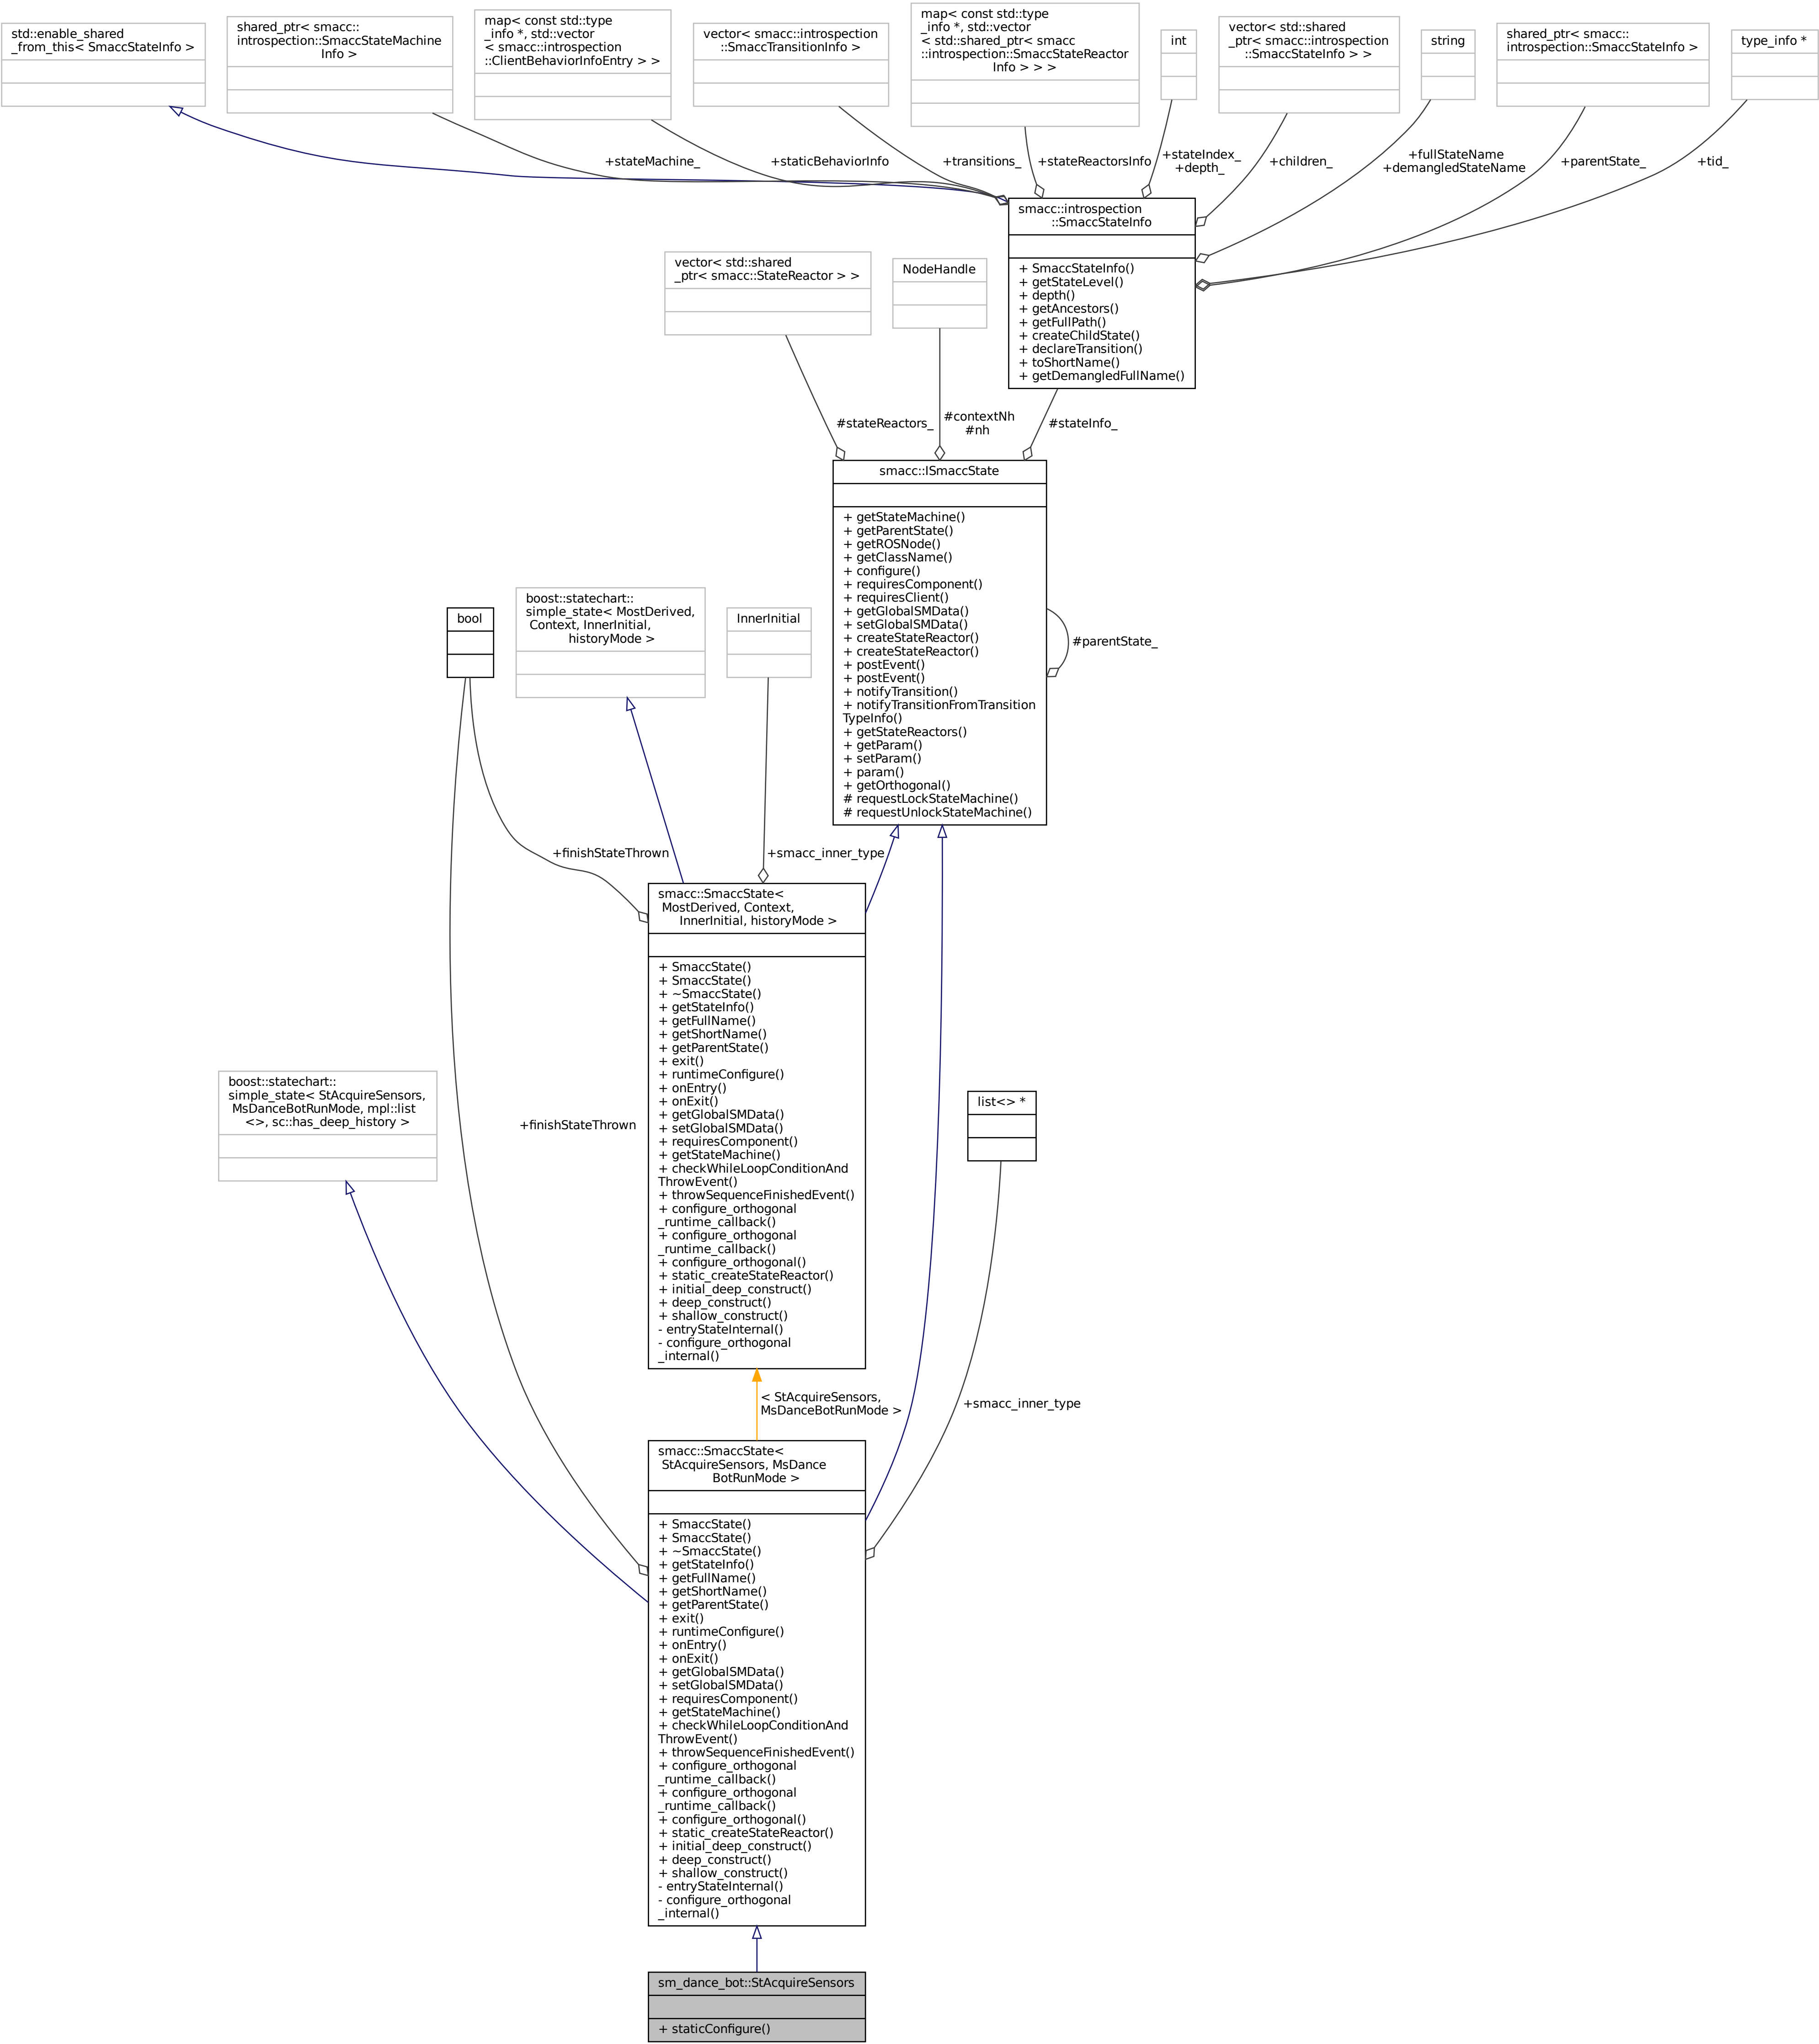 std::enable_shared
_from_this< SmaccStateInfo >
shared_ptr< smacc::
introspection::SmaccStateMachine
Info >
map< const std::type
_info *, std::vector
< smacc::introspection
::ClientBehaviorInfoEntry > >
vector< smacc::introspection
::SmaccTransitionInfo >
map< const std::type
_info *, std::vector
< std::shared_ptr< smacc
::introspection::SmaccStateReactor
Info > > >
int
vector< std::shared
_ptr< smacc::introspection
::SmaccStateInfo > >
string
shared_ptr< smacc::
introspection::SmaccStateInfo >
type_info *
+stateMachine_
+staticBehaviorInfo
+transitions_
+stateReactorsInfo
+stateIndex_
+depth_
+children_
+fullStateName
+demangledStateName
+parentState_
+tid_
smacc::introspection
::SmaccStateInfo
+ SmaccStateInfo()
+ getStateLevel()
+ depth()
+ getAncestors()
+ getFullPath()
+ createChildState()
+ declareTransition()
+ toShortName()
+ getDemangledFullName()
vector< std::shared
_ptr< smacc::StateReactor > >
NodeHandle
#stateReactors_
#contextNh
#nh
#stateInfo_
smacc::ISmaccState
+ getStateMachine()
+ getParentState()
+ getROSNode()
+ getClassName()
+ configure()
+ requiresComponent()
+ requiresClient()
+ getGlobalSMData()
+ setGlobalSMData()
+ createStateReactor()
+ createStateReactor()
+ postEvent()
+ postEvent()
+ notifyTransition()
+ notifyTransitionFromTransition
TypeInfo()
+ getStateReactors()
+ getParam()
+ setParam()
+ param()
+ getOrthogonal()
# requestLockStateMachine()
# requestUnlockStateMachine()
#parentState_
bool
boost::statechart::
simple_state< MostDerived,
Context, InnerInitial,
historyMode >
InnerInitial
+finishStateThrown
+smacc_inner_type
smacc::SmaccState<
MostDerived, Context,
InnerInitial, historyMode >
+ SmaccState()
+ SmaccState()
+ ~SmaccState()
+ getStateInfo()
+ getFullName()
+ getShortName()
+ getParentState()
+ exit()
+ runtimeConfigure()
+ onEntry()
+ onExit()
+ getGlobalSMData()
+ setGlobalSMData()
+ requiresComponent()
+ getStateMachine()
+ checkWhileLoopConditionAnd
ThrowEvent()
+ throwSequenceFinishedEvent()
+ configure_orthogonal
_runtime_callback()
+ configure_orthogonal
_runtime_callback()
+ configure_orthogonal()
+ static_createStateReactor()
+ initial_deep_construct()
+ deep_construct()
+ shallow_construct()
- entryStateInternal()
- configure_orthogonal
_internal()
boost::statechart::
simple_state< StAcquireSensors,
MsDanceBotRunMode, mpl::list
<>, sc::has_deep_history >
+finishStateThrown
list<> *
< StAcquireSensors,
MsDanceBotRunMode >
+smacc_inner_type
smacc::SmaccState<
StAcquireSensors, MsDance
BotRunMode >
+ SmaccState()
+ SmaccState()
+ ~SmaccState()
+ getStateInfo()
+ getFullName()
+ getShortName()
+ getParentState()
+ exit()
+ runtimeConfigure()
+ onEntry()
+ onExit()
+ getGlobalSMData()
+ setGlobalSMData()
+ requiresComponent()
+ getStateMachine()
+ checkWhileLoopConditionAnd
ThrowEvent()
+ throwSequenceFinishedEvent()
+ configure_orthogonal
_runtime_callback()
+ configure_orthogonal
_runtime_callback()
+ configure_orthogonal()
+ static_createStateReactor()
+ initial_deep_construct()
+ deep_construct()
+ shallow_construct()
- entryStateInternal()
- configure_orthogonal
_internal()
sm_dance_bot::StAcquireSensors
+ staticConfigure()